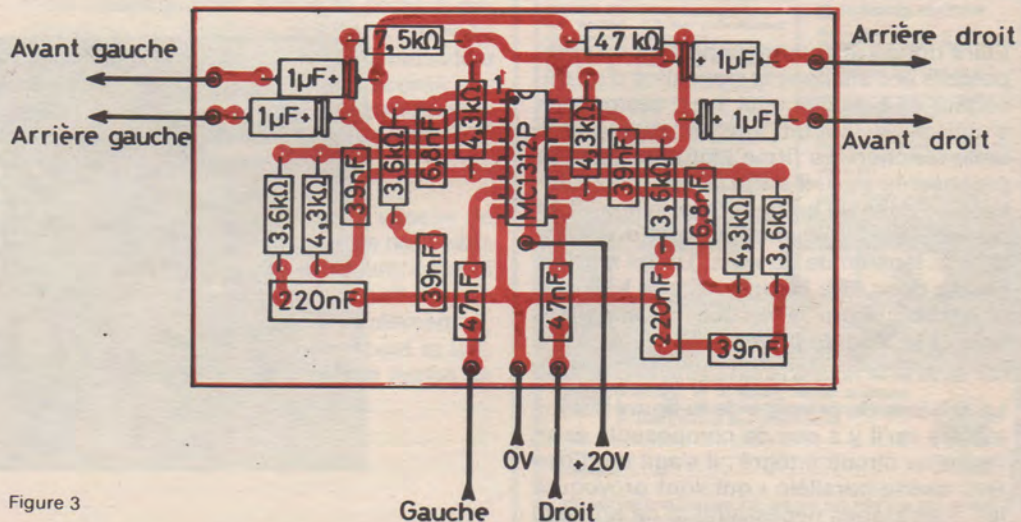 7,5kΩ
47 kΩ
Avant gauche
Arrière droit
1µF+
+ 1µF
Arrière gauche
1µF+
+ 1µF
Avant droit
1
3,6kΩ
4,3kΩ
39nF
3,6kΩ
6,8nF
4,3kΩ
MC1312P
4,3kΩ
39nF
3,6kΩ
6,8nF
4,3kΩ
3,6kΩ
220nF
39nF
47nF
47nF
220nF
39nF
0V
+20V
Figure 3
Gauche
Droit